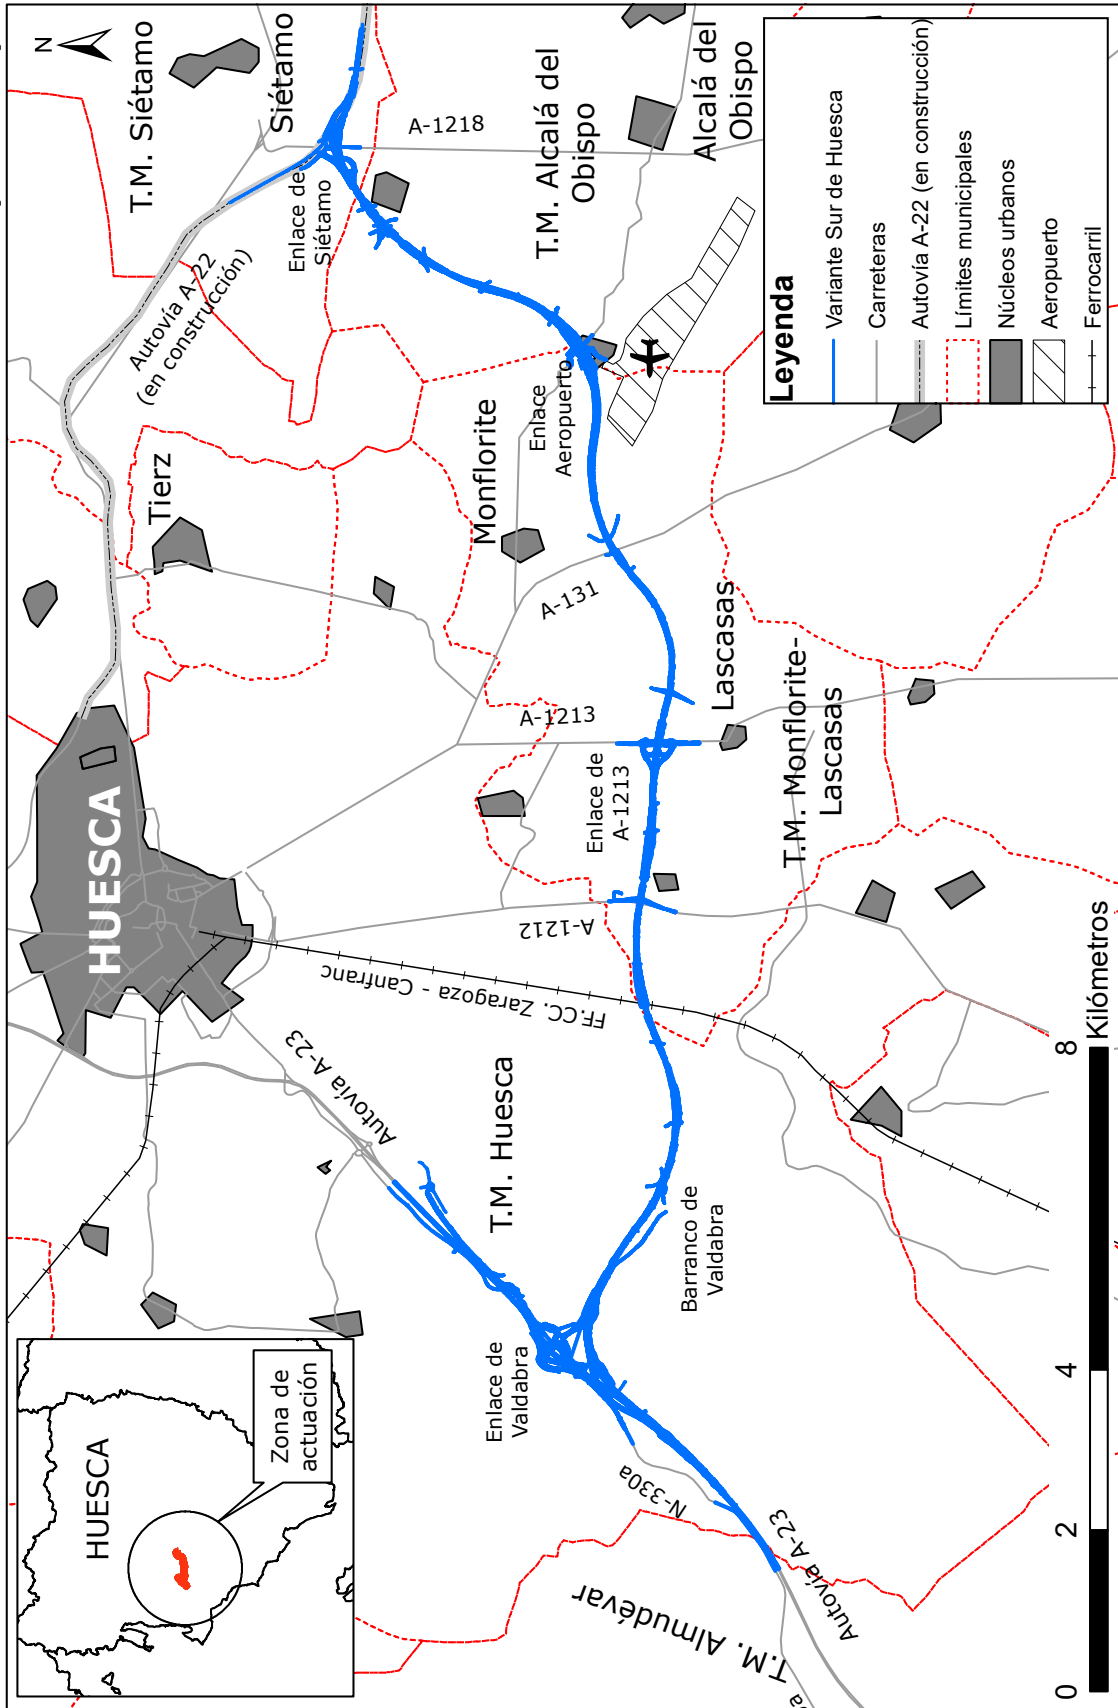 HUESCA
Zona de
actuación
N
T.M. Siétamo
Siétamo
A-1218
Enlace de
Siétamo
T.M. Alcalá del
Obispo
Alcalá del
Obispo
Autovía A-22
(en construcción)
Tierz
Monflorite
Enlace
Aeropuerto
A-131
HUESCA
A-1213
Lascasas
Enlace de
A-1213
T.M. Monflorite-
Lascasas
A-1212
FF.CC. Zaragoza - Canfranc
Autovía A-23
T.M. Huesca
Barranco de
Valdabra
Enlace de
Valdabra
N-330a
Autovía A-23
T.M. Almudévar
Leyenda
Variante Sur de Huesca
Carreteras
Autovía A-22 (en construcción)
Límites municipales
Núcleos urbanos
Aeropuerto
Ferrocarril
0 2 4 8
Kilómetros